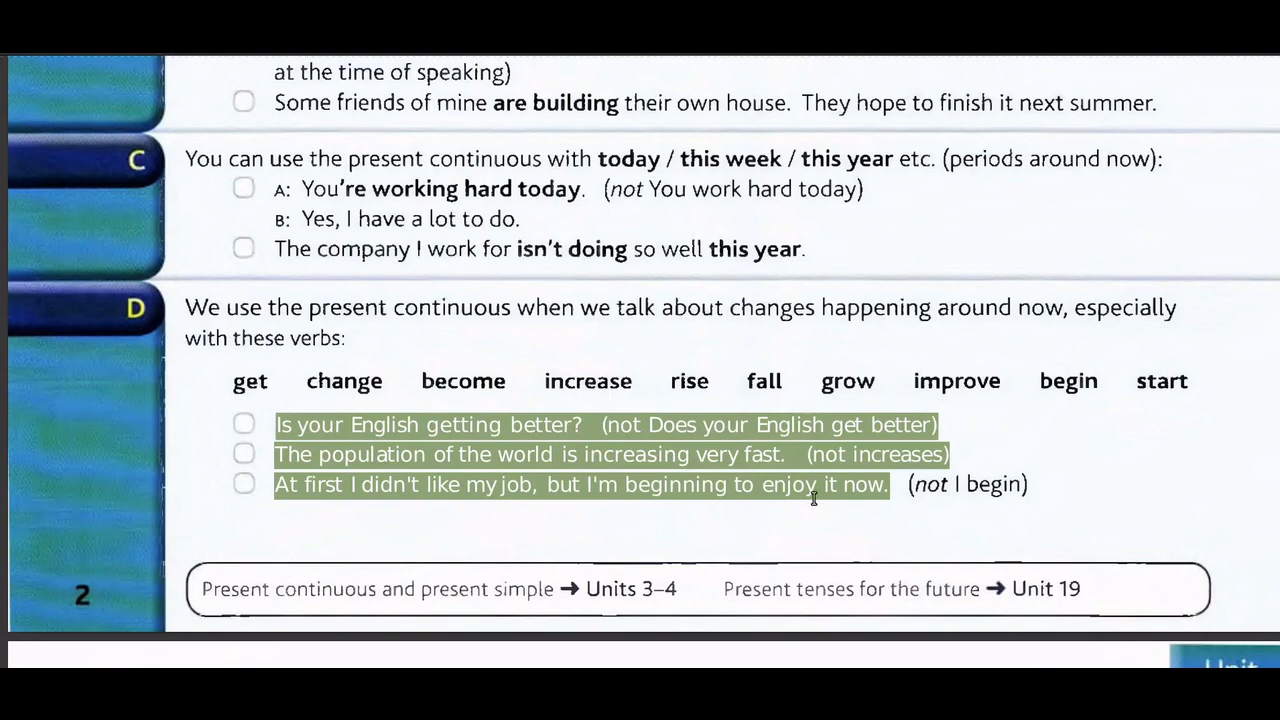 at the time of speaking)
Some friends of mine are building their own house. They hope to finish it next summer.
C
You can use the present continuous with today / this week / this year etc. (periods around now):
A: You're working hard today. (not You work hard today)
B: Yes, I have a lot to do.
The company I work for isn't doing so well this year.
D
We use the present continuous when we talk about changes happening around now, especially
with these verbs:
get change become increase rise fall grow improve begin start
Is your English getting better? (not Does your English get better)
The population of the world is increasing very fast. (not increases)
At first I didn't like my job, but I'm beginning to enjoy it now. (not I begin)
2
Present continuous and present simple → Units 3–4 Present tenses for the future → Unit 19
Unit